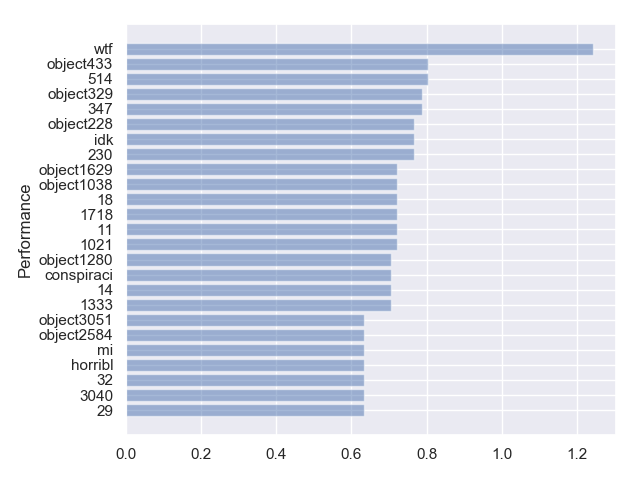 wtf
object433
514
object329
347
object228
idk
230
object1629
object1038
18
1718
11
1021
object1280
conspiraci
14
1333
object3051
object2584
mi
horribl
32
3040
29
Performance
0.0 0.2 0.4 0.6 0.8 1.0 1.2